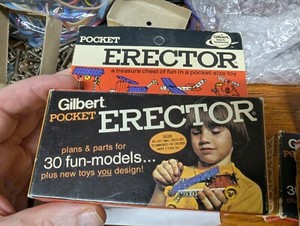 POCKET
ERECTOR
a treasure chest of fun in a pocket size toy
Gilbert
POCKET ERECTOR
plans & parts for
30 fun-models...
plus new toys you design!